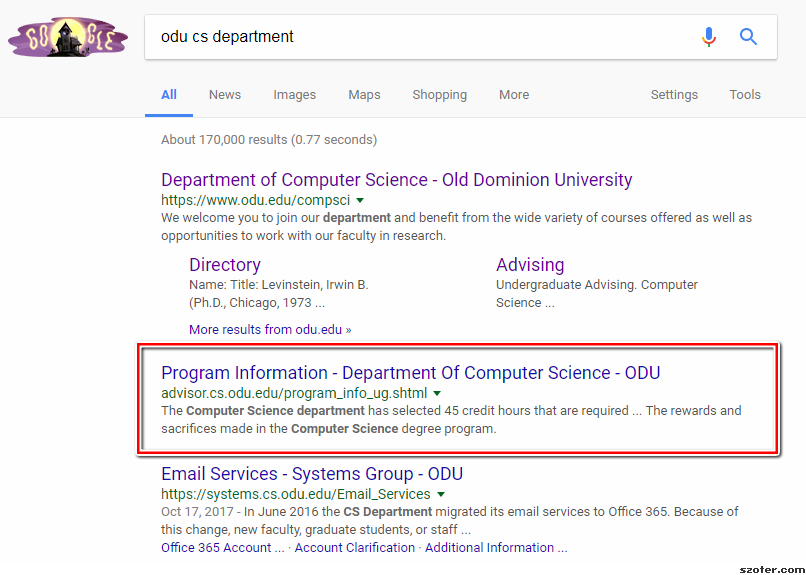 GOOGLE
odu cs department
All News Images Maps Shopping More Settings Tools
About 170,000 results (0.77 seconds)
Department of Computer Science - Old Dominion University
https://www.odu.edu/compsci
We welcome you to join our department and benefit from the wide variety of courses offered as well as
opportunities to work with our faculty in research.
Directory
Name: Title: Levinstein, Irwin B.
(Ph.D., Chicago, 1973 ...
Advising
Undergraduate Advising. Computer
Science ...
More results from odu.edu »
Program Information - Department Of Computer Science - ODU
advisor.cs.odu.edu/program_info_ug.shtml
The Computer Science department has selected 45 credit hours that are required ... The rewards and
sacrifices made in the Computer Science degree program.
Email Services - Systems Group - ODU
https://systems.cs.odu.edu/Email_Services
Oct 17, 2017 - In June 2016 the CS Department migrated its email services to Office 365. Because of
this change, new faculty, graduate students, or staff ...
Office 365 Account ... · Account Clarification · Additional Information ...
szoter.com